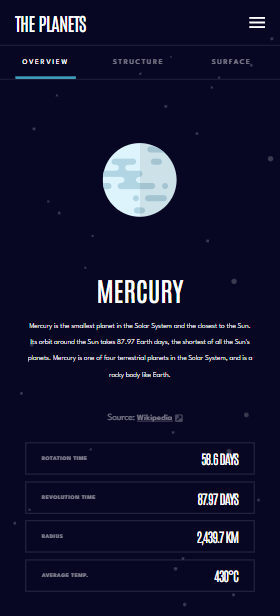 THE PLANETS
OVERVIEW STRUCTURE SURFACE
MERCURY
Mercury is the smallest planet in the Solar System and the closest to the Sun.
Its orbit around the Sun takes 87.97 Earth days, the shortest of all the Sun's
planets. Mercury is one of four terrestrial planets in the Solar System, and is a
rocky body like Earth.
Source: Wikipedia
ROTATION TIME 58.6 DAYS
REVOLUTION TIME 87.97 DAYS
RADIUS 2,439.7 KM
AVERAGE TEMP. 430°C